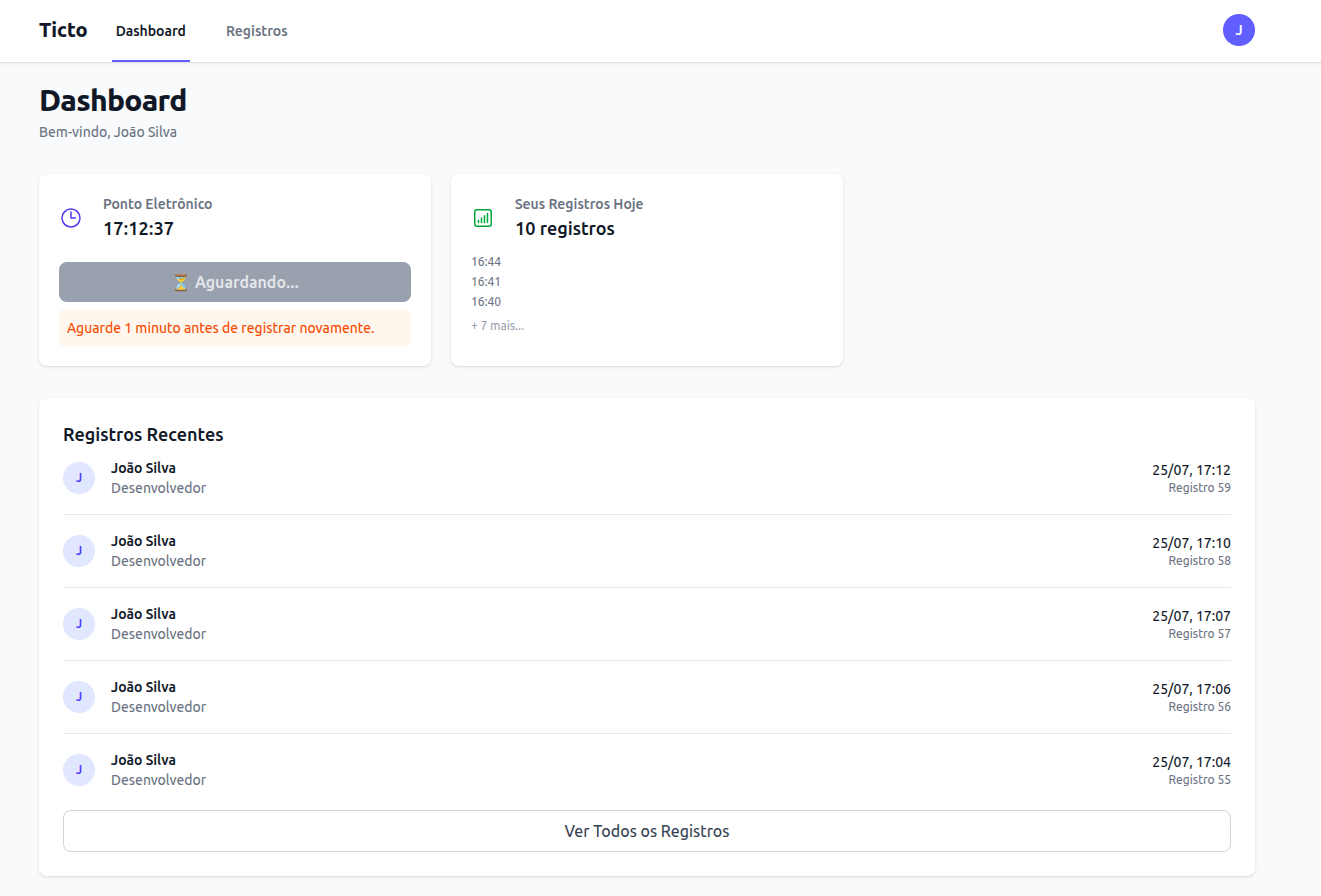 Ticto
Dashboard
Registros
J
Dashboard
Bem-vindo, João Silva
Ponto Eletrônico
17:12:37
⏳ Aguardando...
Aguarde 1 minuto antes de registrar novamente.
Seus Registros Hoje
10 registros
16:44
16:41
16:40
+ 7 mais...
Registros Recentes
J
João Silva
Desenvolvedor
25/07, 17:12
Registro 59
J
João Silva
Desenvolvedor
25/07, 17:10
Registro 58
J
João Silva
Desenvolvedor
25/07, 17:07
Registro 57
J
João Silva
Desenvolvedor
25/07, 17:06
Registro 56
J
João Silva
Desenvolvedor
25/07, 17:04
Registro 55
Ver Todos os Registros